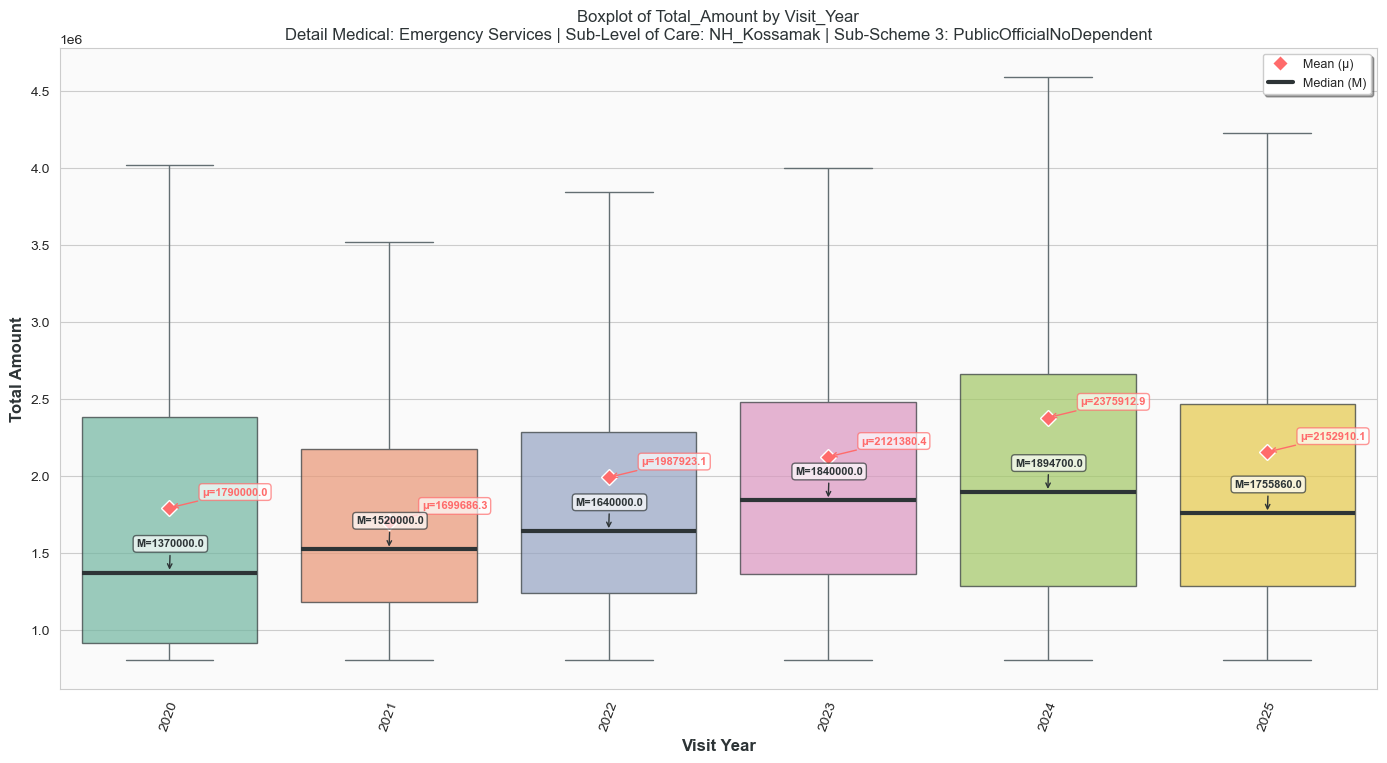 Boxplot of Total_Amount by Visit_Year
Detail Medical: Emergency Services | Sub-Level of Care: NH_Kossamak | Sub-Scheme 3: PublicOfficialNoDependent
1e6
Mean (μ)
Median (M)
4.5
4.0
3.5
3.0
2.5
2.0
1.5
1.0
Total Amount
μ=1790000.0
M=1370000.0
μ=1699686.3
M=1520000.0
μ=1987923.1
M=1640000.0
μ=2121380.4
M=1840000.0
μ=2375912.9
M=1894700.0
μ=2152910.1
M=1755860.0
2020
2021
2022
2023
2024
2025
Visit Year